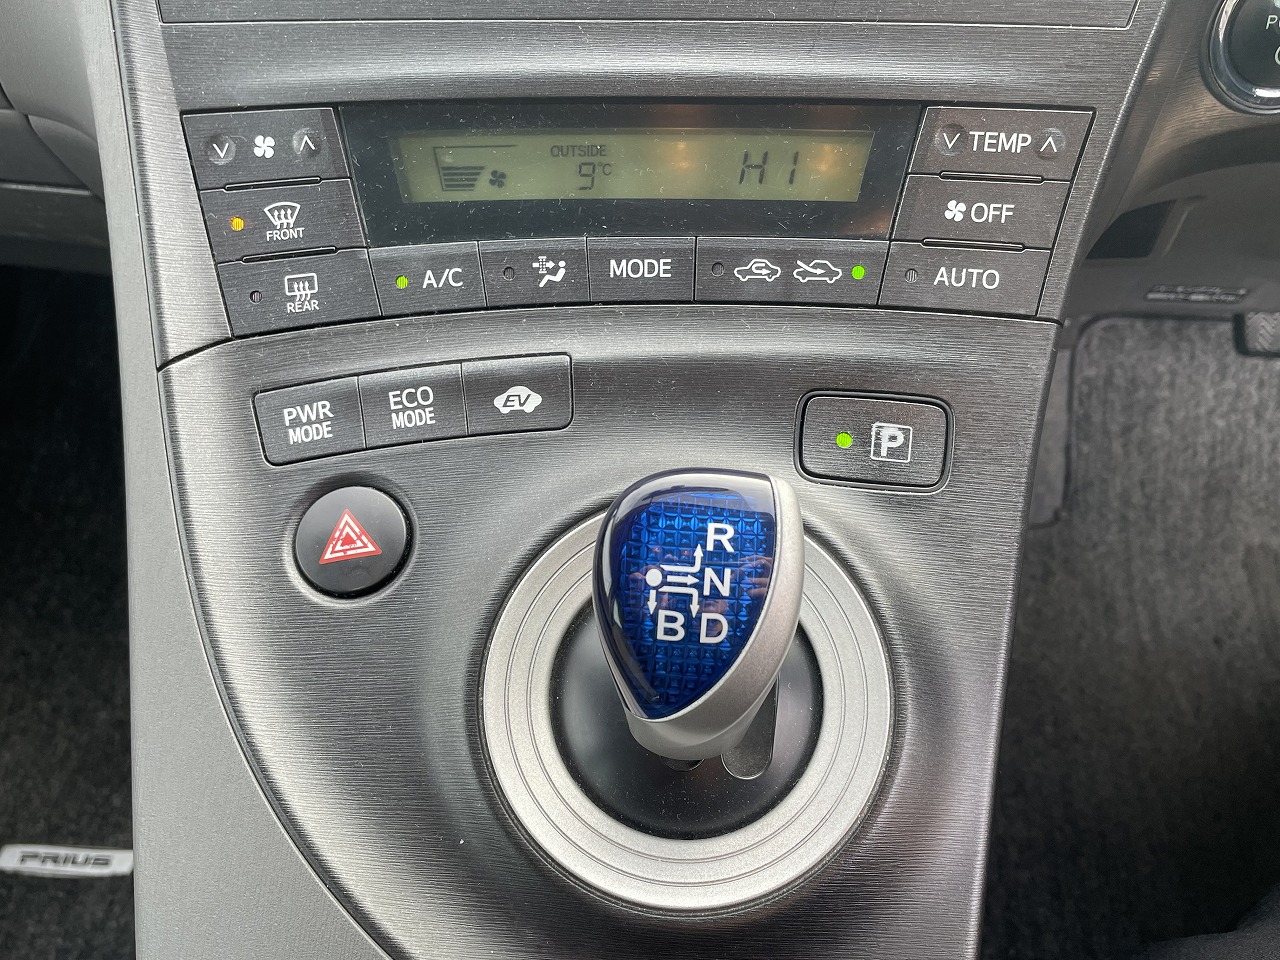 OUTSIDE
9°C
HI
TEMP
FRONT
OFF
REAR
A/C
MODE
AUTO
PWR
MODE
ECO
MODE
EV
P
R
N
B D
PRIUS